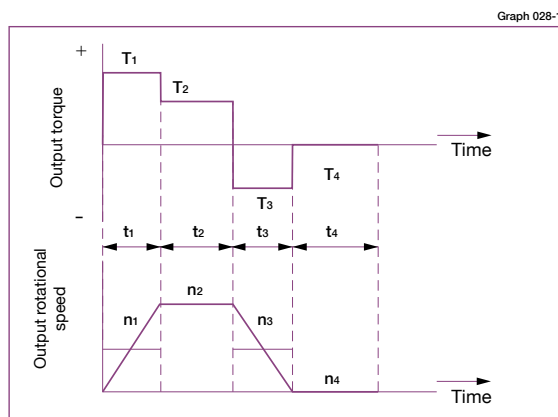 Graph 028-1
+
T1
T2
Output torque
Time
T4
T3
−
t1 t2 t3 t4
n2
n1 n3
Output rotational
speed
n4
Time